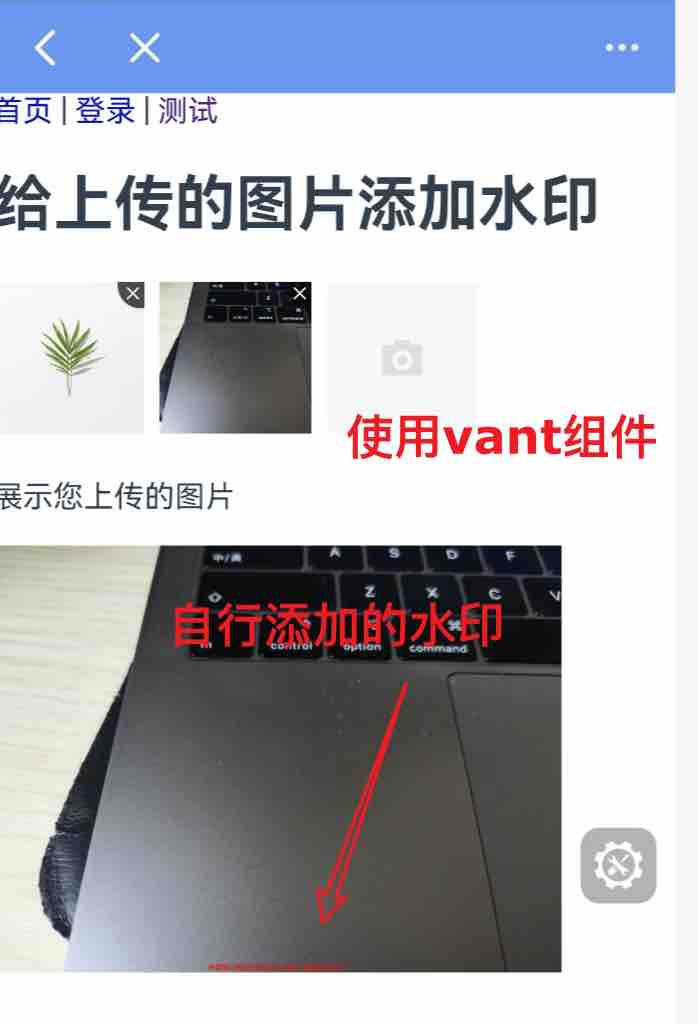 首页 | 登录 | 测试
给上传的图片添加水印
使用vant组件
展示您上传的图片
中/英 A S D F
Z X C V
自行添加的水印
fn control option command